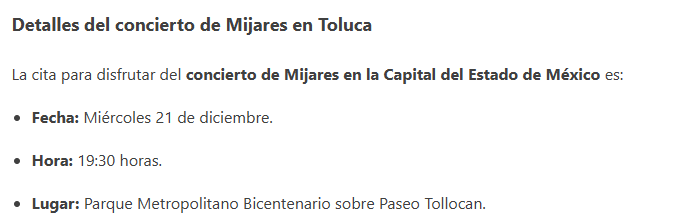 Detalles del concierto de Mijares en Toluca
La cita para disfrutar del concierto de Mijares en la Capital del Estado de México es:
• Fecha: Miércoles 21 de diciembre.
• Hora: 19:30 horas.
• Lugar: Parque Metropolitano Bicentenario sobre Paseo Tollocan.